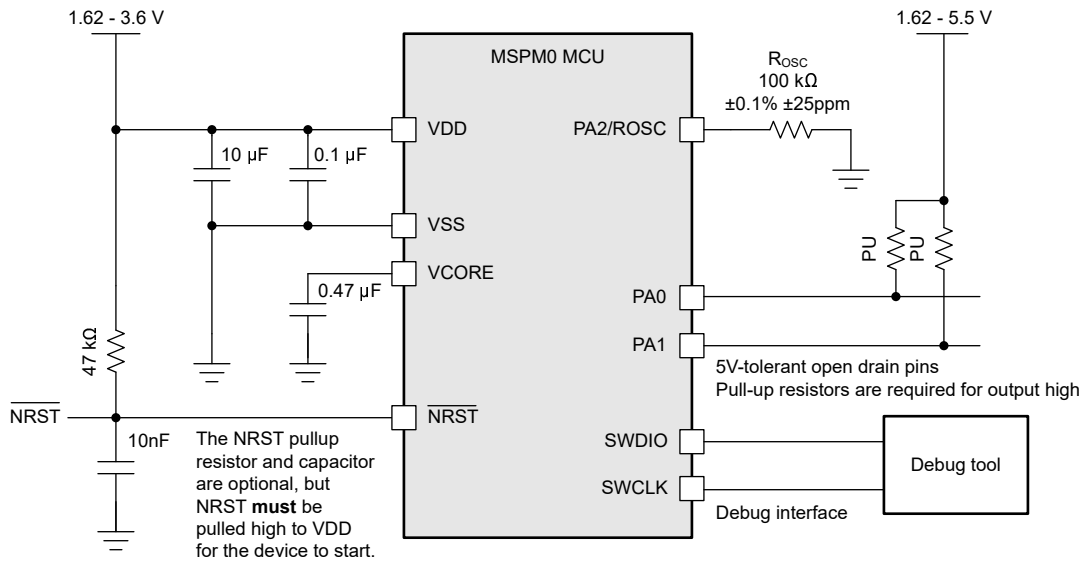 1.62 - 3.6 V
1.62 - 5.5 V
MSPM0 MCU
ROSC
100 kΩ
±0.1% ±25ppm
VDD
PA2/ROSC
10 µF
0.1 µF
VSS
VCORE
0.47 µF
PU
PU
PA0
PA1
47 kΩ
5V-tolerant open drain pins
Pull-up resistors are required for output high
NRST
NRST
10nF
The NRST pullup
resistor and capacitor
are optional, but
NRST must be
pulled high to VDD
for the device to start.
SWDIO
SWCLK
Debug tool
Debug interface